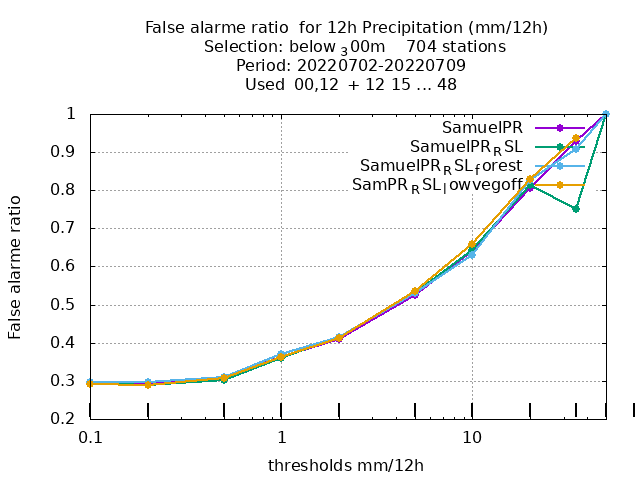 False alarme ratio  for 12h Precipitation (mm/12h)
Selection: below ₃00m    704 stations
Period: 20220702-20220709
Used  00,12  + 12 15 ... 48
False alarme ratio
1
0.9
0.8
0.7
0.6
0.5
0.4
0.3
0.2
SamuelPR
SamuelPR_RSL
SamuelPR_RSL_forest
SamPR_RSL_lowvegoff
0.1
1
10
thresholds mm/12h